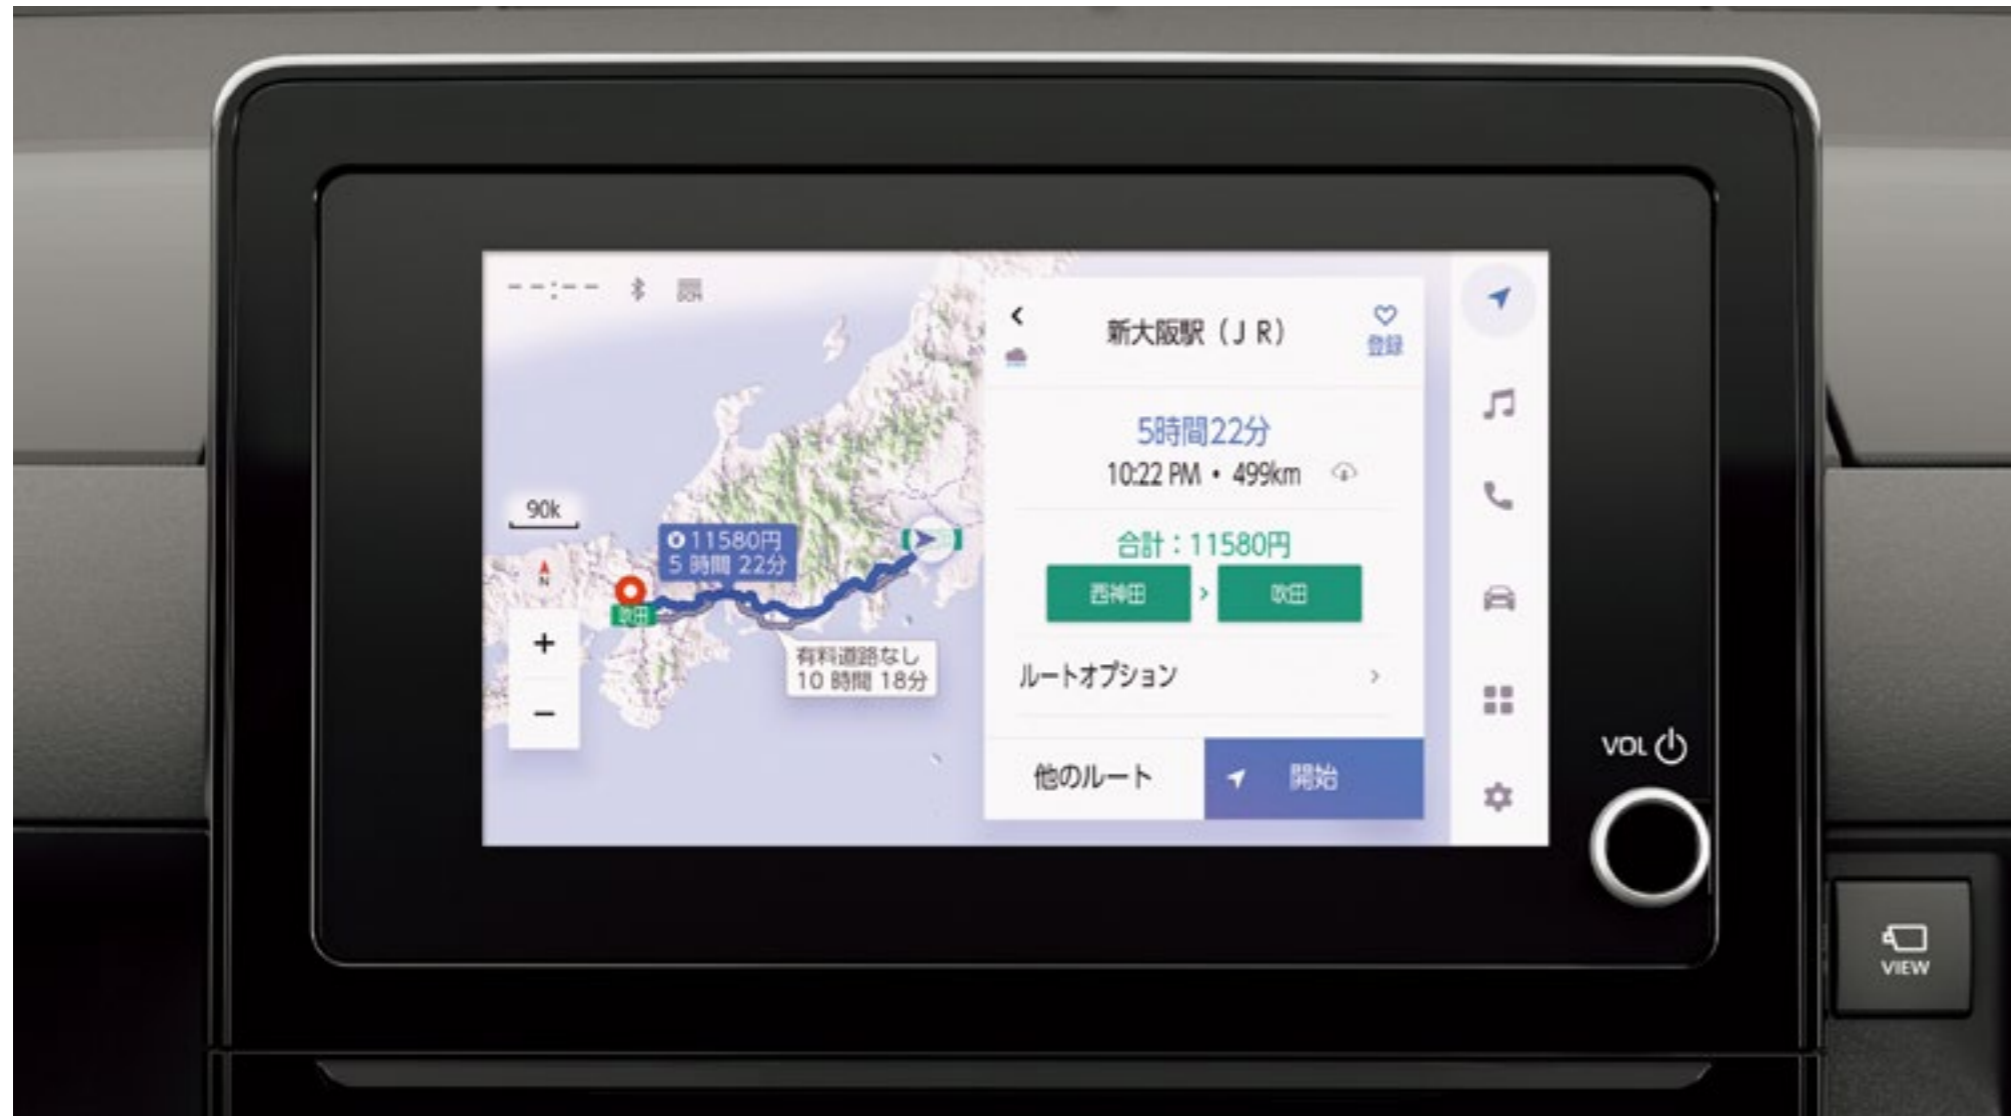 --:--
DCM
新大阪駅（ＪＲ）
登録
5時間22分
10:22 PM • 499km
合計：11580円
西神田
吹田
ルートオプション
他のルート
開始
90k
N
11580円
5 時間 22分
吹田
有料道路なし
10 時間 18分
+
−
VOL
VIEW